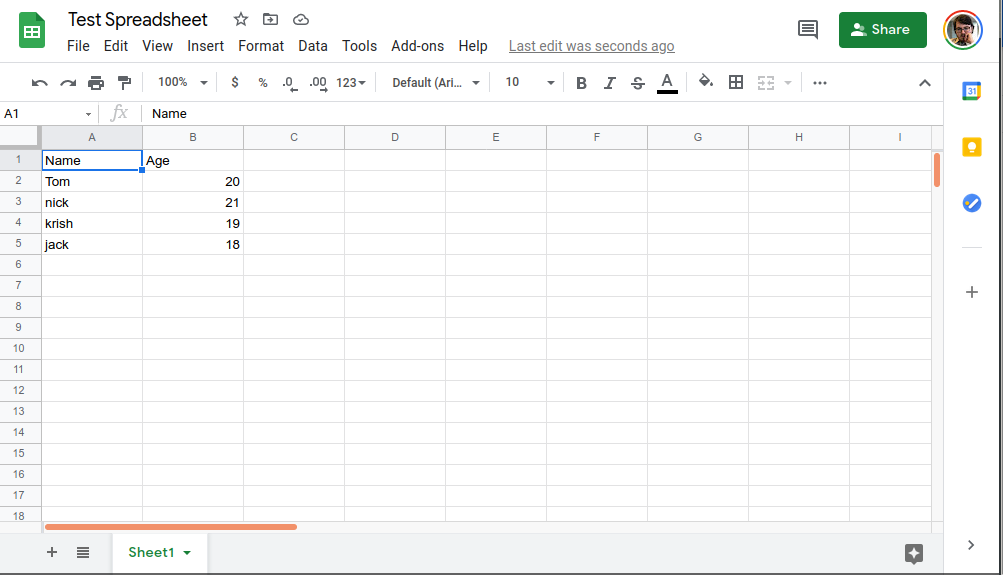 Test Spreadsheet
File Edit View Insert Format Data Tools Add-ons Help Last edit was seconds ago
Share
100% $ % .0 .00 123 Default (Ari... 10 B I S A
31
A1 fx Name
A B C D E F G H I
1 Name Age
2 Tom 20
3 nick 21
4 krish 19
5 jack 18
6
7
8
9
10
11
12
13
14
15
16
17
18
Sheet1